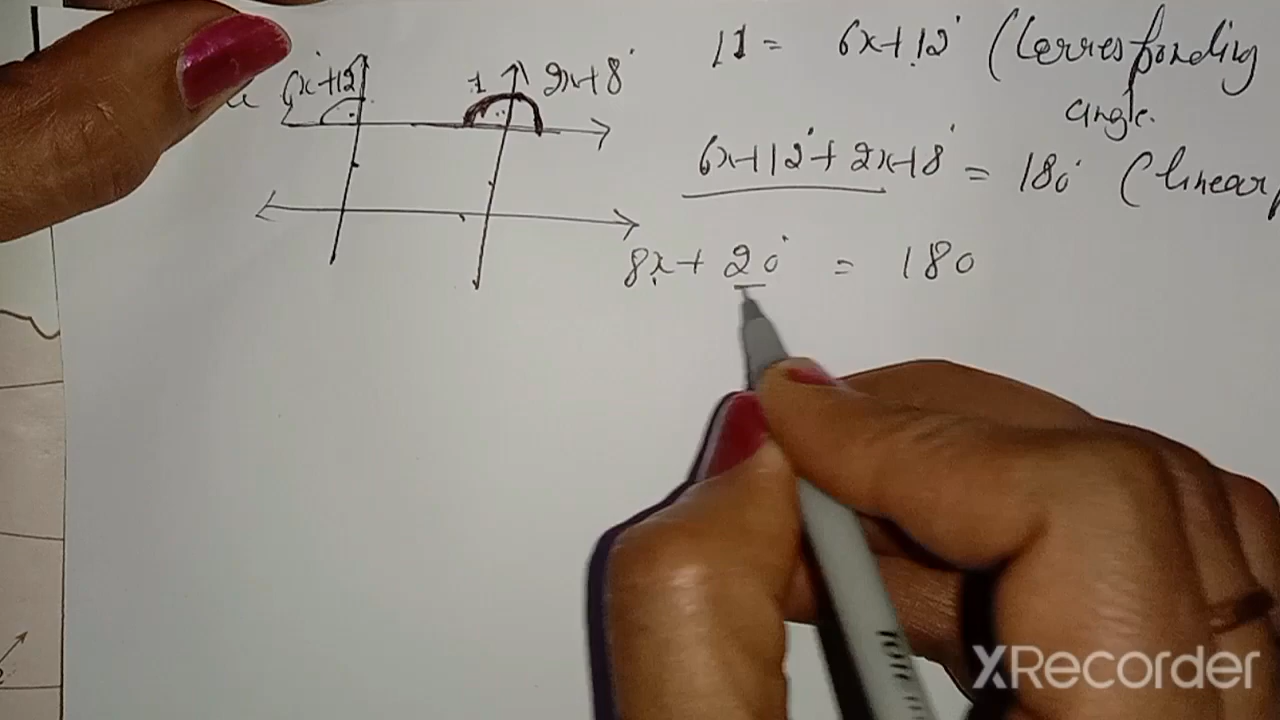 6x+12°
1
2x+8°
∠1 = 6x+12° (Corresponding
angle.
6x+12°+2x+8° = 180° (linear
8x+20° = 180
XRecorder